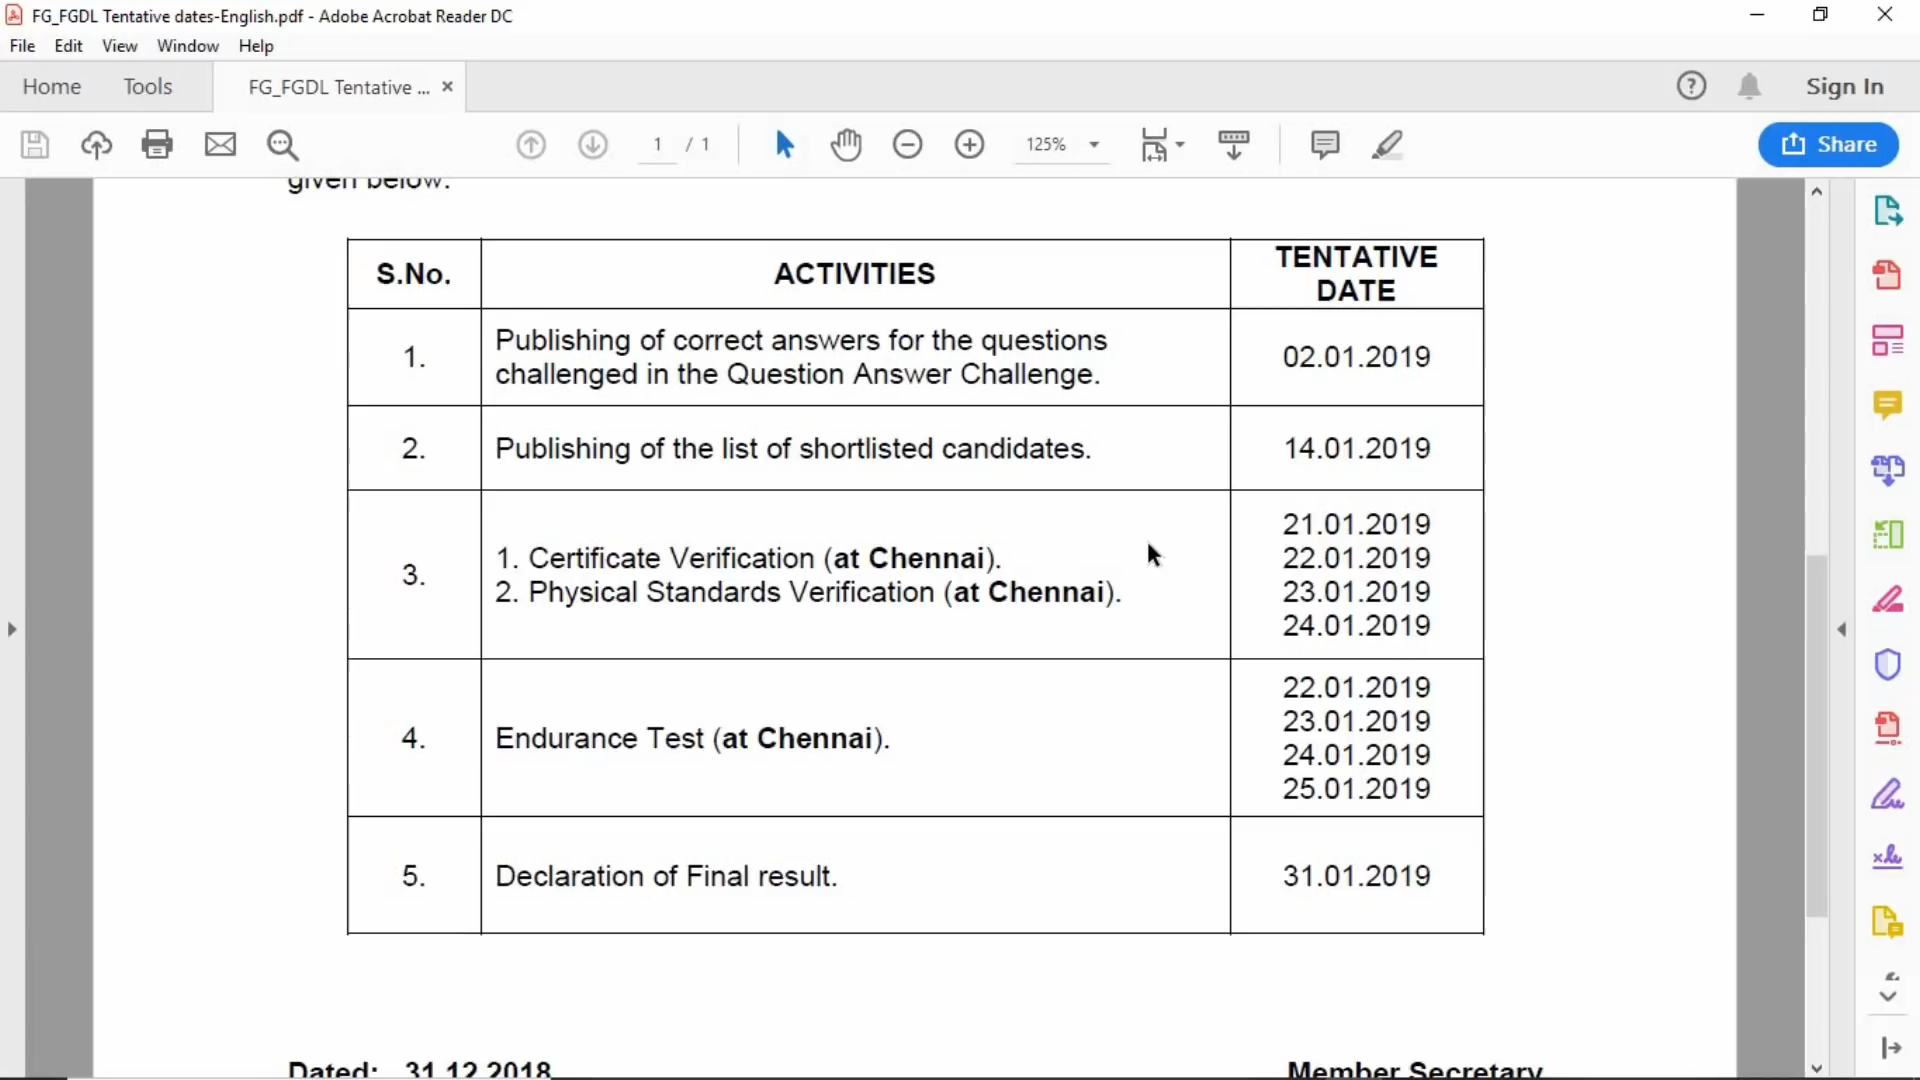 FG_FGDL Tentative dates-English.pdf - Adobe Acrobat Reader DC
File Edit View Window Help
Home Tools FG_FGDL Tentative ... × Sign In
1 / 1 125% Share
given below:
S.No. ACTIVITIES TENTATIVE DATE
1. Publishing of correct answers for the questions
challenged in the Question Answer Challenge. 02.01.2019
2. Publishing of the list of shortlisted candidates. 14.01.2019
3. 1. Certificate Verification (at Chennai).
2. Physical Standards Verification (at Chennai).
21.01.2019
22.01.2019
23.01.2019
24.01.2019
4. Endurance Test (at Chennai).
22.01.2019
23.01.2019
24.01.2019
25.01.2019
5. Declaration of Final result. 31.01.2019
Dated: 31.12.2018 Member Secretary